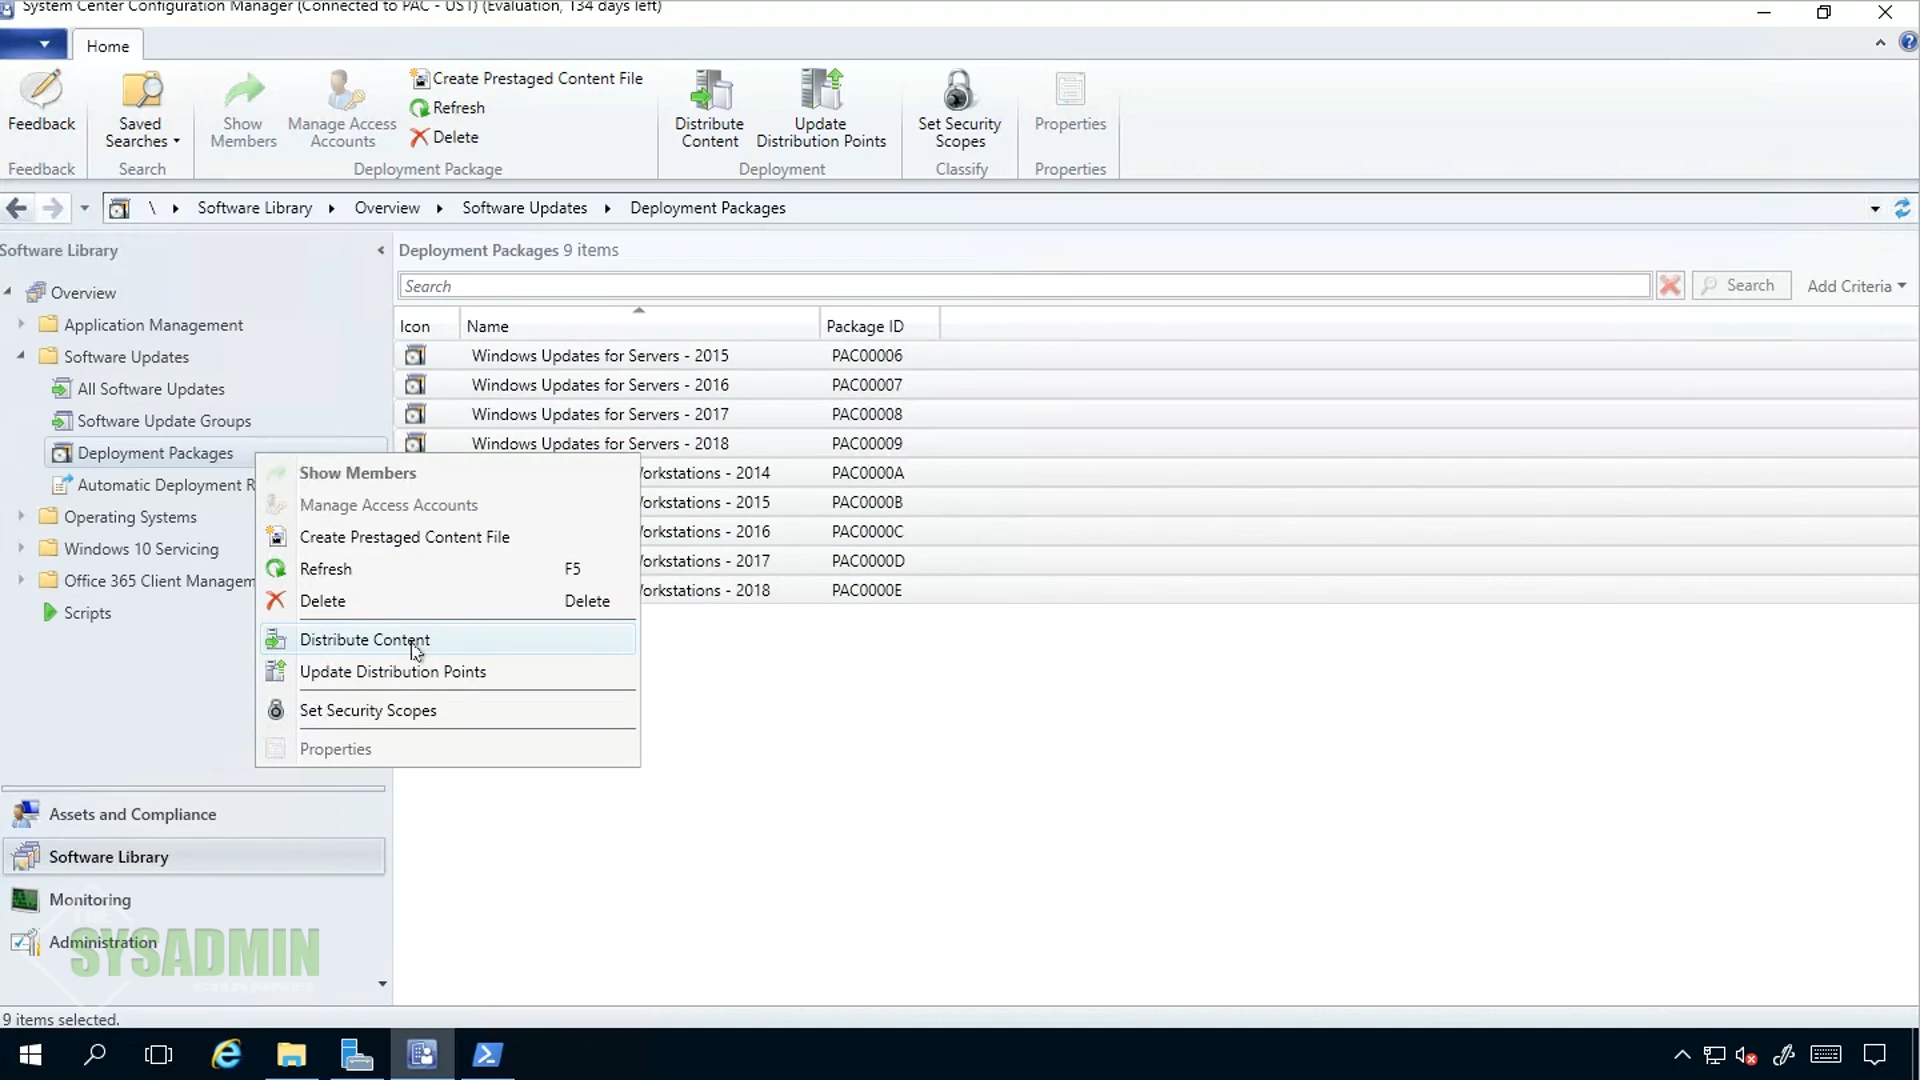 System Center Configuration Manager (Connected to PAC - US1) (Evaluation, 134 days left)
Home
Feedback
Saved Searches
Show Members
Manage Access Accounts
Create Prestaged Content File
Refresh
Delete
Distribute Content
Update Distribution Points
Set Security Scopes
Properties
Feedback
Search
Deployment Package
Deployment
Classify
Properties
\ Software Library Overview Software Updates Deployment Packages
Software Library
Overview
Application Management
Software Updates
All Software Updates
Software Update Groups
Deployment Packages
Automatic Deployment R
Operating Systems
Windows 10 Servicing
Office 365 Client Managem
Scripts
Deployment Packages 9 items
Search
Search
Add Criteria
Icon Name Package ID
Windows Updates for Servers - 2015 PAC00006
Windows Updates for Servers - 2016 PAC00007
Windows Updates for Servers - 2017 PAC00008
Windows Updates for Servers - 2018 PAC00009
orkstations - 2014 PAC0000A
orkstations - 2015 PAC0000B
orkstations - 2016 PAC0000C
orkstations - 2017 PAC0000D
orkstations - 2018 PAC0000E
Show Members
Manage Access Accounts
Create Prestaged Content File
Refresh F5
Delete Delete
Distribute Content
Update Distribution Points
Set Security Scopes
Properties
Assets and Compliance
Software Library
Monitoring
Administration
THE
SYSADMIN
CHANNEL
9 items selected.